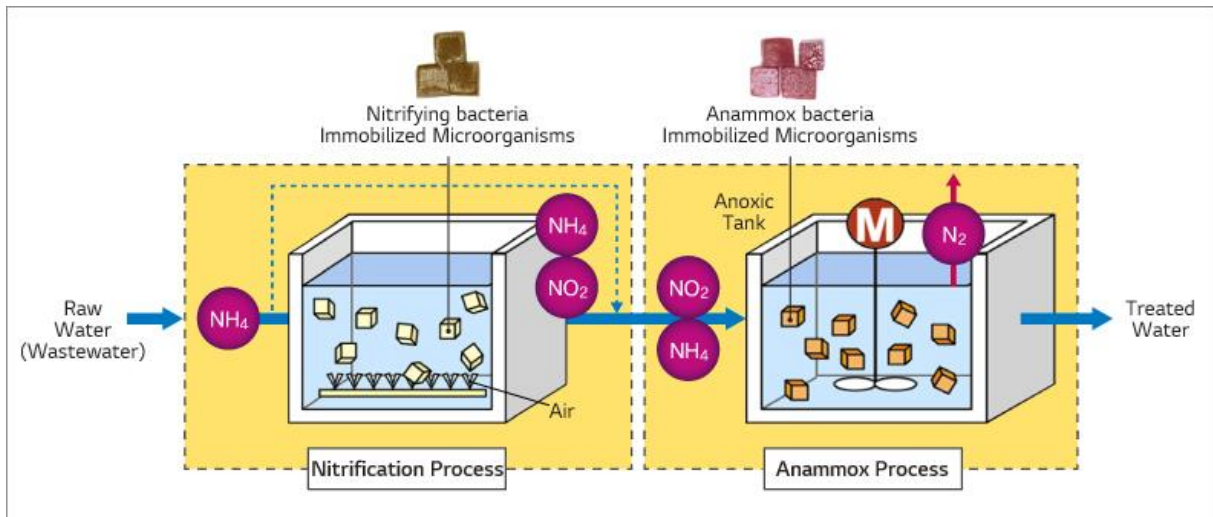 Nitrifying bacteria
Immobilized Microorganisms
Anammox bacteria
Immobilized Microorganisms
Raw
Water
(Wastewater)
NH₄
NH₄
NO₂
Air
Nitrification Process
NO₂
NH₄
Anoxic
Tank
M
N₂
Treated
Water
Anammox Process